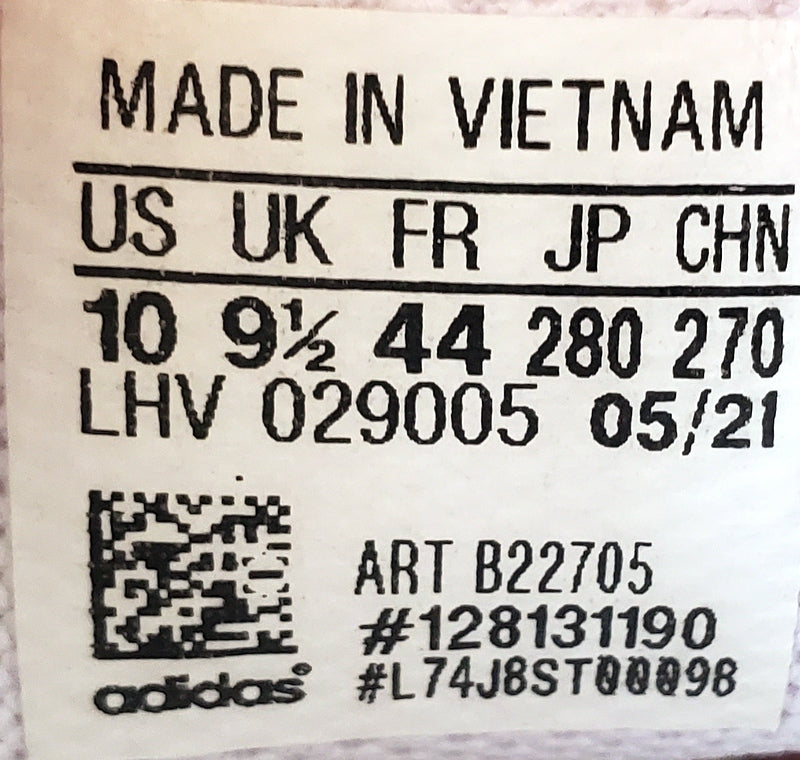 MADE IN VIETNAM
US UK FR JP CHN
10 9½ 44 280 270
LHV 029005 05/21
ART B22705
#128131190
#L74J8ST00098
adidas®